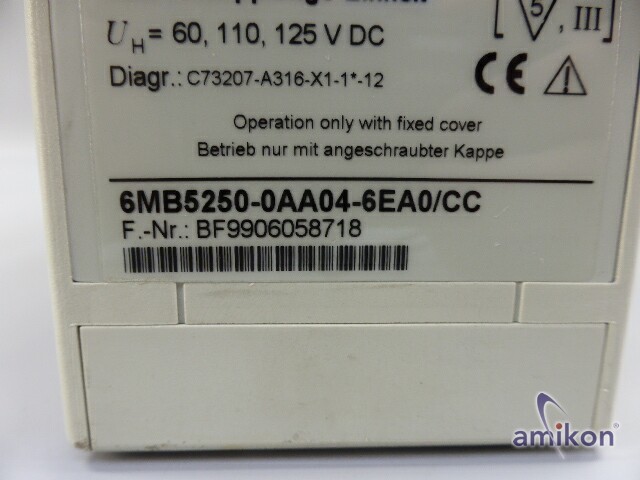 U H = 60, 110, 125 V DC
5, III
Diagr.: C73207-A316-X1-1*-12
CE
Operation only with fixed cover
Betrieb nur mit angeschraubter Kappe
6MB5250-0AA04-6EA0/CC
F.-Nr.: BF9906058718
amikon®